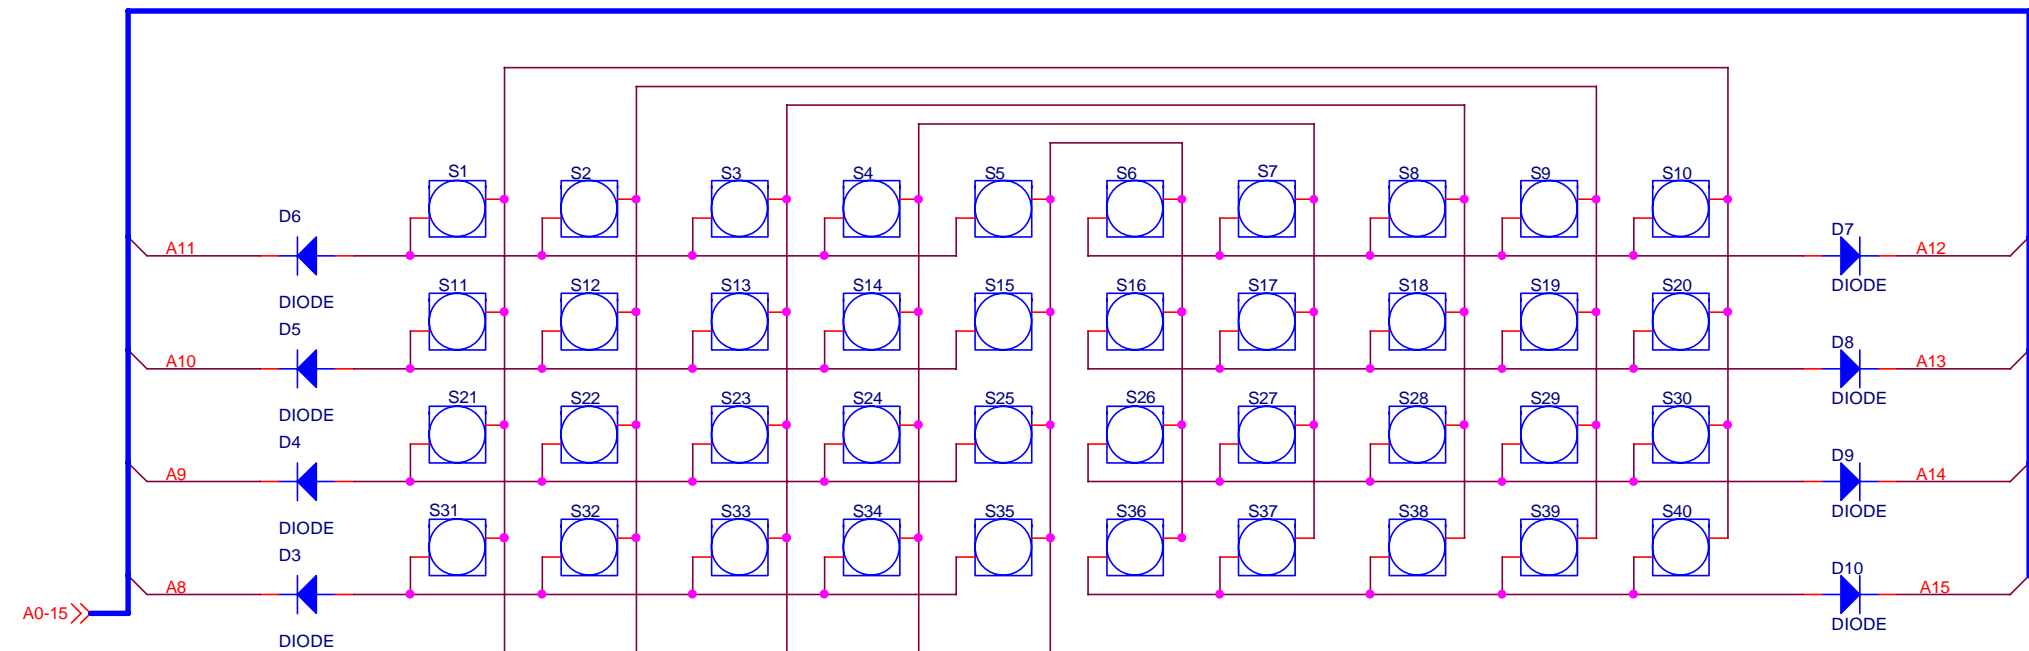 S1 S2 S3 S4 S5 S6 S7 S8 S9 S10
D6 D7
A11 A12
DIODE DIODE
S11 S12 S13 S14 S15 S16 S17 S18 S19 S20
D5 D8
A10 A13
DIODE DIODE
S21 S22 S23 S24 S25 S26 S27 S28 S29 S30
D4 D9
A9 A14
DIODE DIODE
S31 S32 S33 S34 S35 S36 S37 S38 S39 S40
D3 D10
A8 A15
A0-15
DIODE DIODE